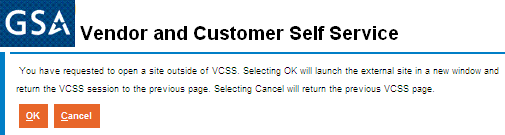 GSA
Vendor and Customer Self Service
You have requested to open a site outside of VCSS. Selecting OK will launch the external site in a new window and
return the VCSS session to the previous page. Selecting Cancel will return the previous VCSS page.
OK Cancel